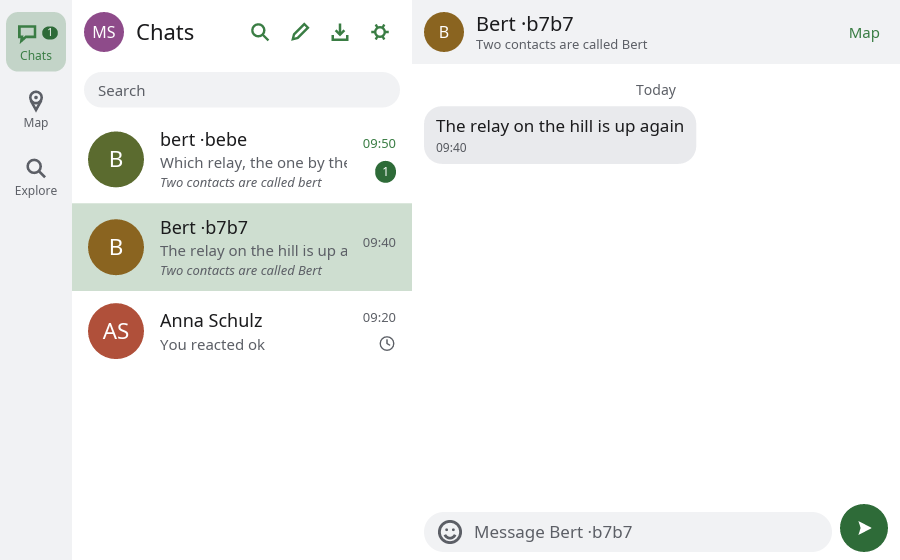 1
Chats
Map
Explore
MS
Chats
Search
B
bert ·bebe
09:50
Which relay, the one by the
1
Two contacts are called bert
B
Bert ·b7b7
09:40
The relay on the hill is up a
Two contacts are called Bert
AS
Anna Schulz
09:20
You reacted ok
B
Bert ·b7b7
Two contacts are called Bert
Map
Today
The relay on the hill is up again
09:40
Message Bert ·b7b7